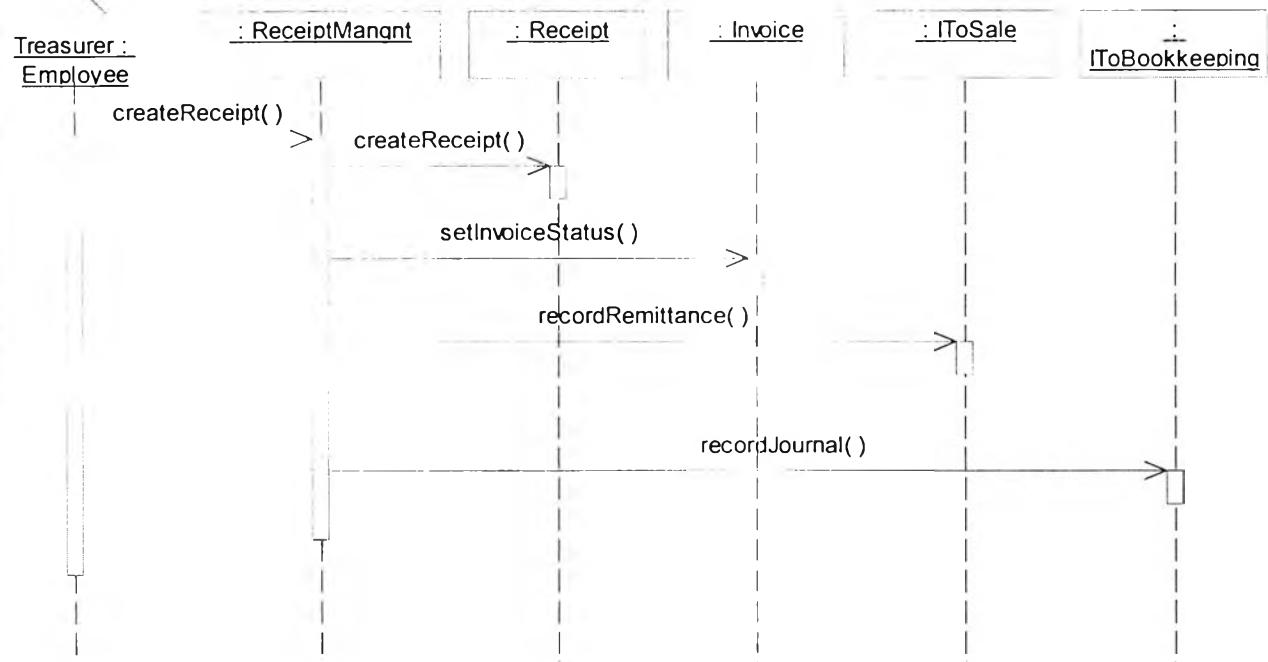 Treasurer :
Employee
: ReceiptMangnt
: Receipt
: Invoice
: IToSale
:
IToBookkeeping
createReceipt( )
createReceipt( )
setInvoiceStatus( )
recordRemittance( )
recordJournal( )